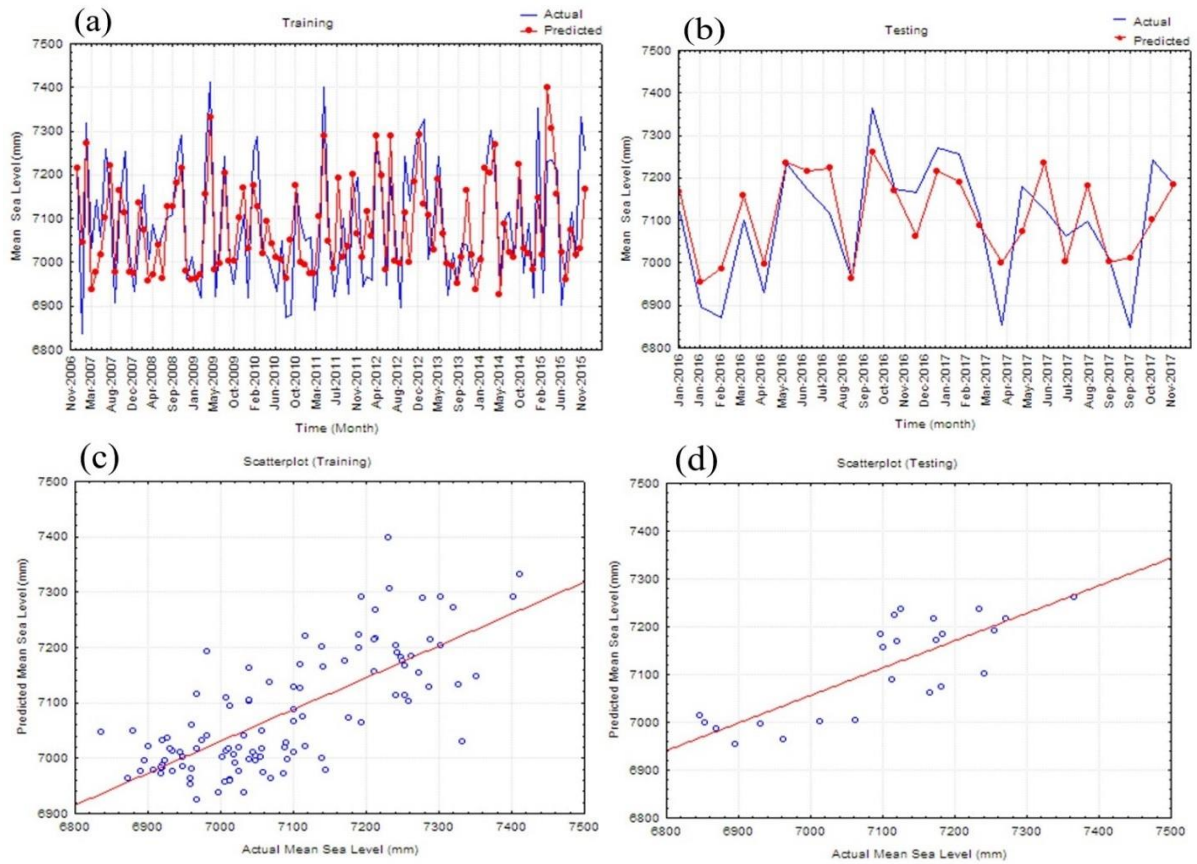 (a)
Training
Actual
Predicted
Mean Sea Level (mm)
7500
7400
7300
7200
7100
7000
6900
6800
Nov-2006
Mar-2007
Aug-2007
Dec-2007
Apr-2008
Sep-2008
Jan-2009
May-2009
Oct-2009
Feb-2010
Jun-2010
Oct-2010
Mar-2011
Jul-2011
Nov-2011
Apr-2012
Aug-2012
Dec-2012
May-2013
Sep-2013
Jan-2014
Jun-2014
Oct-2014
Feb-2015
Jun-2015
Nov-2015
Time (Month)
(b)
Testing
Actual
Predicted
Mean Sea Level (mm)
7500
7400
7300
7200
7100
7000
6900
6800
Jan-2016
Jan-2016
Feb-2016
Mar-2016
Apr-2016
May-2016
Jun-2016
Jul-2016
Aug-2016
Sep-2016
Oct-2016
Nov-2016
Dec-2016
Jan-2017
Feb-2017
Mar-2017
Apr-2017
May-2017
Jun-2017
Jul-2017
Aug-2017
Sep-2017
Sep-2017
Oct-2017
Nov-2017
Time (month)
(c)
Scatterplot (Training)
Predicted Mean Sea Level (mm)
7500
7400
7300
7200
7100
7000
6900
6800
6900
7000
7100
7200
7300
7400
7500
Actual Mean Sea Level (mm)
(d)
Scatterplot (Testing)
Predicted Mean Sea Level (mm)
7500
7400
7300
7200
7100
7000
6900
6800
6800
6900
7000
7100
7200
7300
7400
7500
Actual Mean Sea Level (mm)